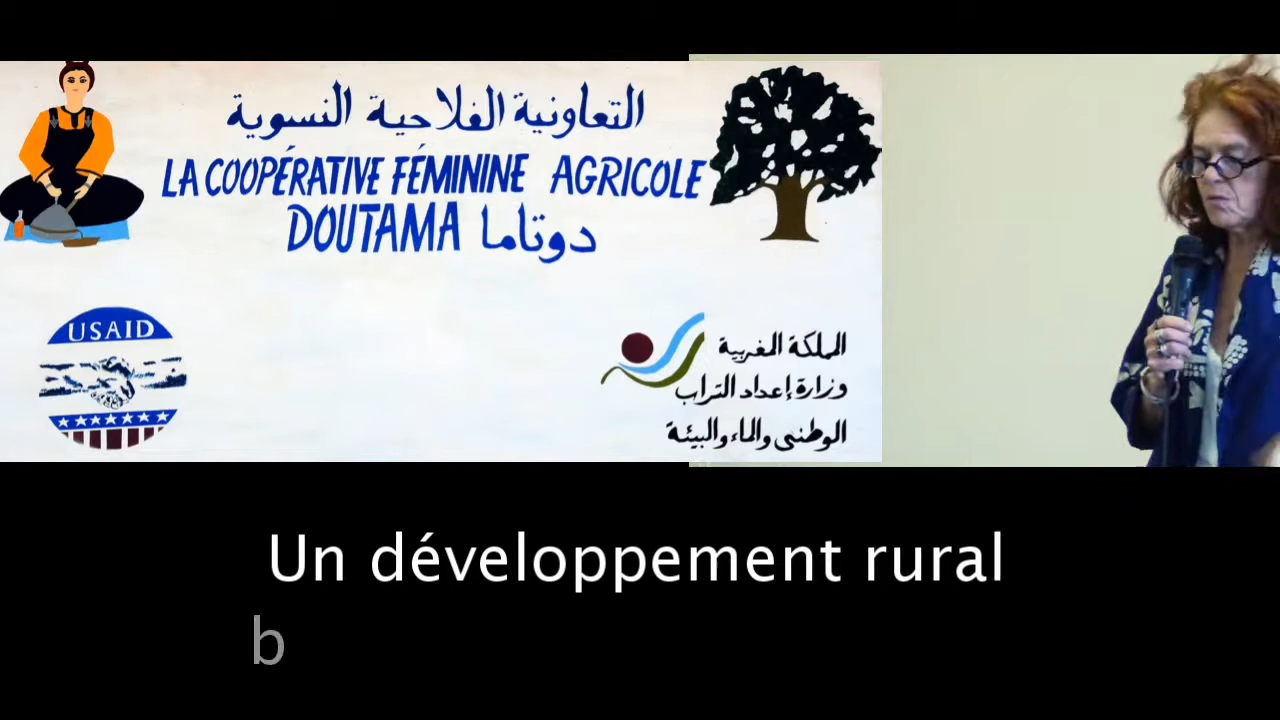 التعاونية الفلاحية النسوية
LA COOPÉRATIVE FÉMININE AGRICOLE
DOUTAMA دوتاما
USAID
المملكة المغربية
وزارة إعداد التراب
الوطني والماء والبيئة
Un développement rural
b